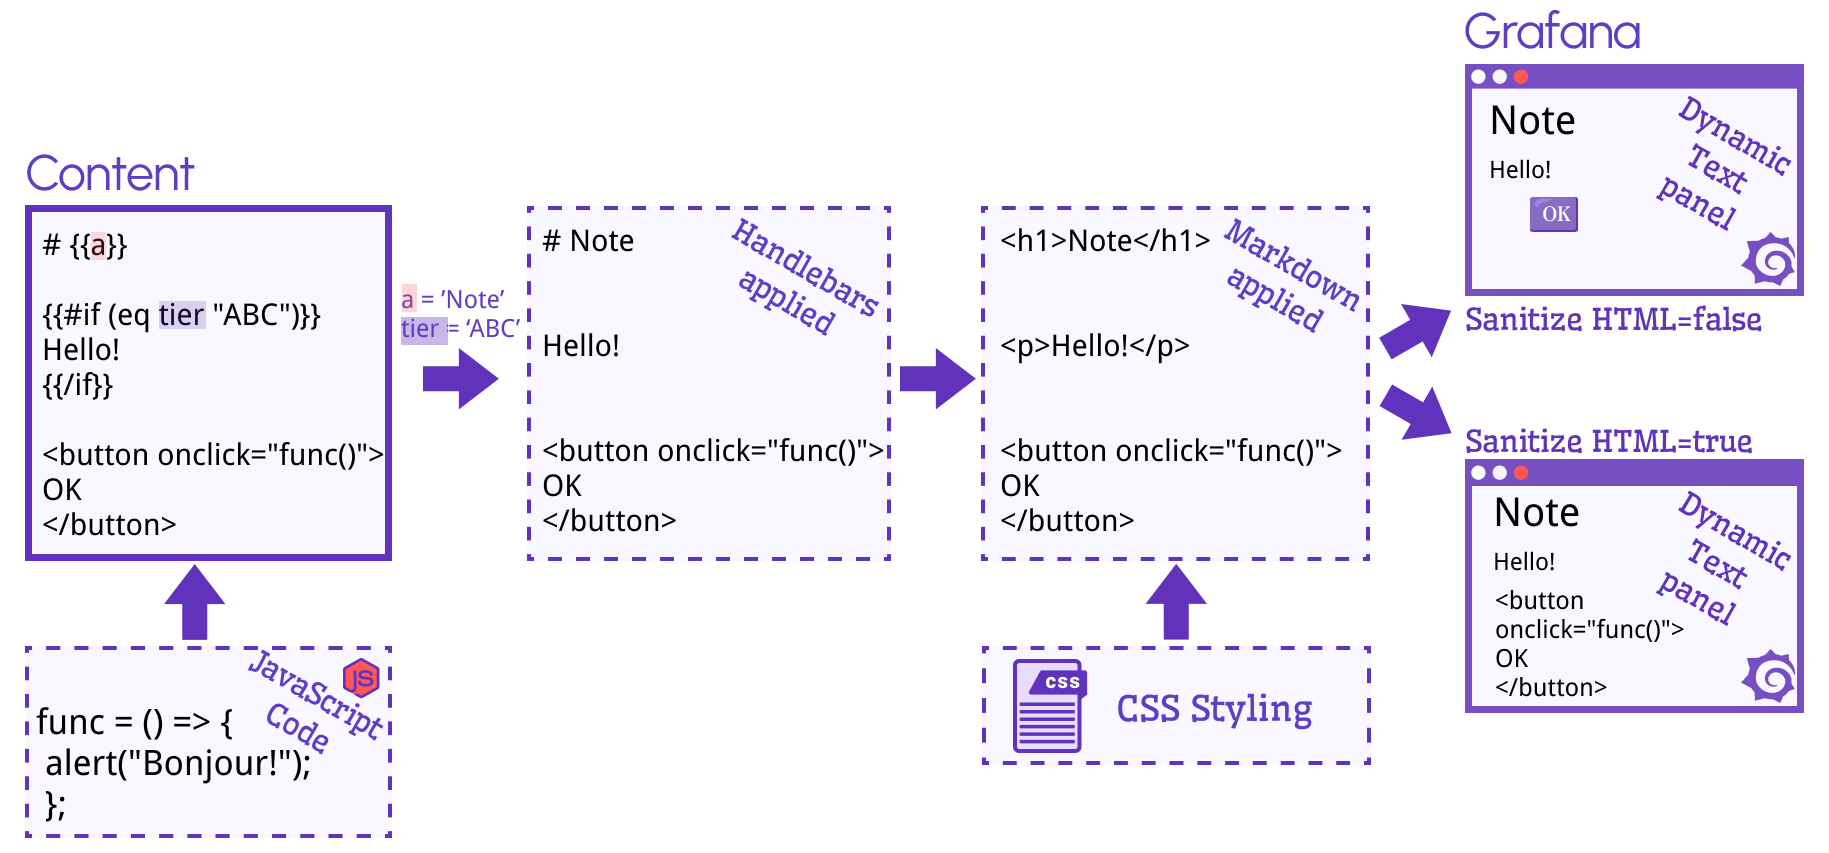 Content
# {{a}}
{{#if (eq tier "ABC")}}
Hello!
{{/if}}
<button onclick="func()">
OK
</button>
JavaScript
Code
JS
func = () => {
alert("Bonjour!");
};
a = ’Note’
tier = ‘ABC’
Handlebars
applied
# Note
Hello!
<button onclick="func()">
OK
</button>
Markdown
applied
<h1>Note</h1>
<p>Hello!</p>
<button onclick="func()">
OK
</button>
CSS
CSS Styling
Grafana
Dynamic
Text
panel
Note
Hello!
OK
Sanitize HTML=false
Sanitize HTML=true
Dynamic
Text
panel
Note
Hello!
<button
onclick="func()">
OK
</button>